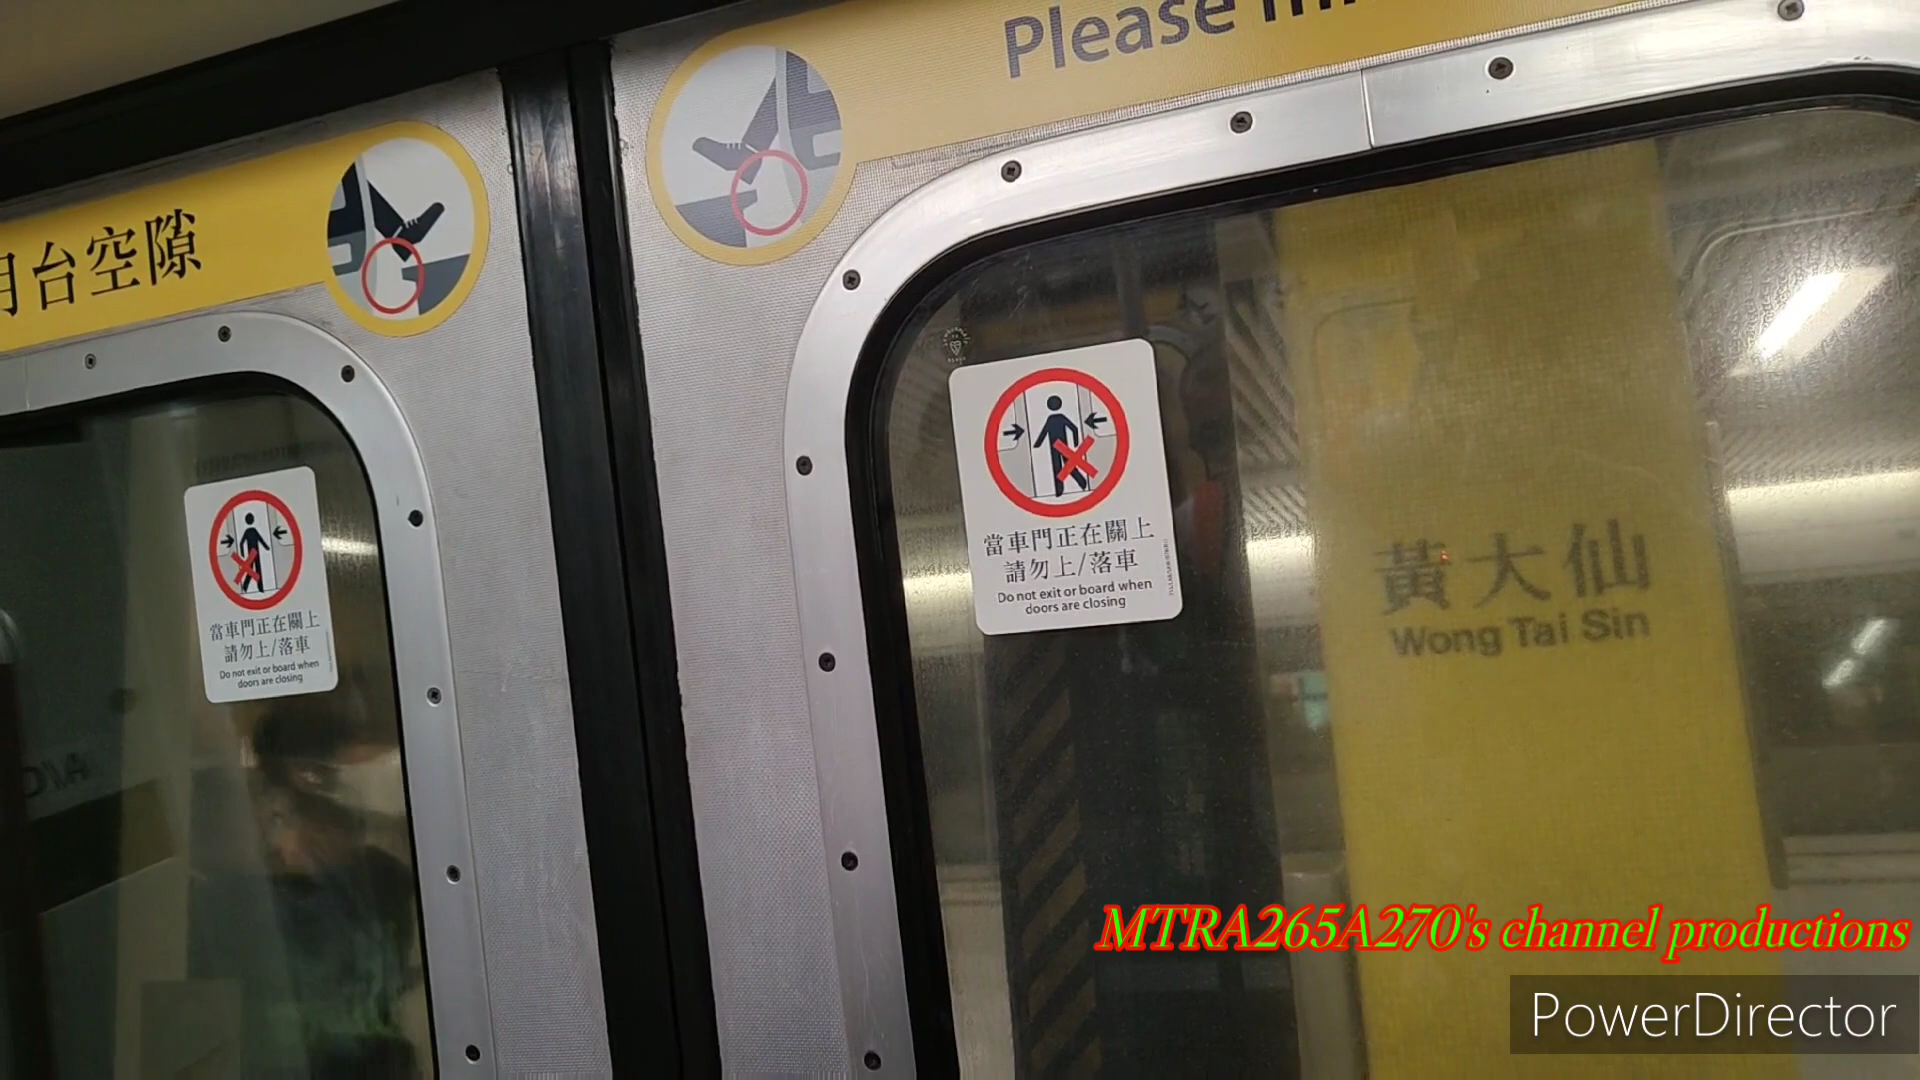 Please
月台空隙
當車門正在關上
請勿上/落車
Do not exit or board when
doors are closing
當車門正在關上
請勿上/落車
Do not exit or board when
doors are closing
黃大仙
Wong Tai Sin
MTRA265A270's channel productions
PowerDirector